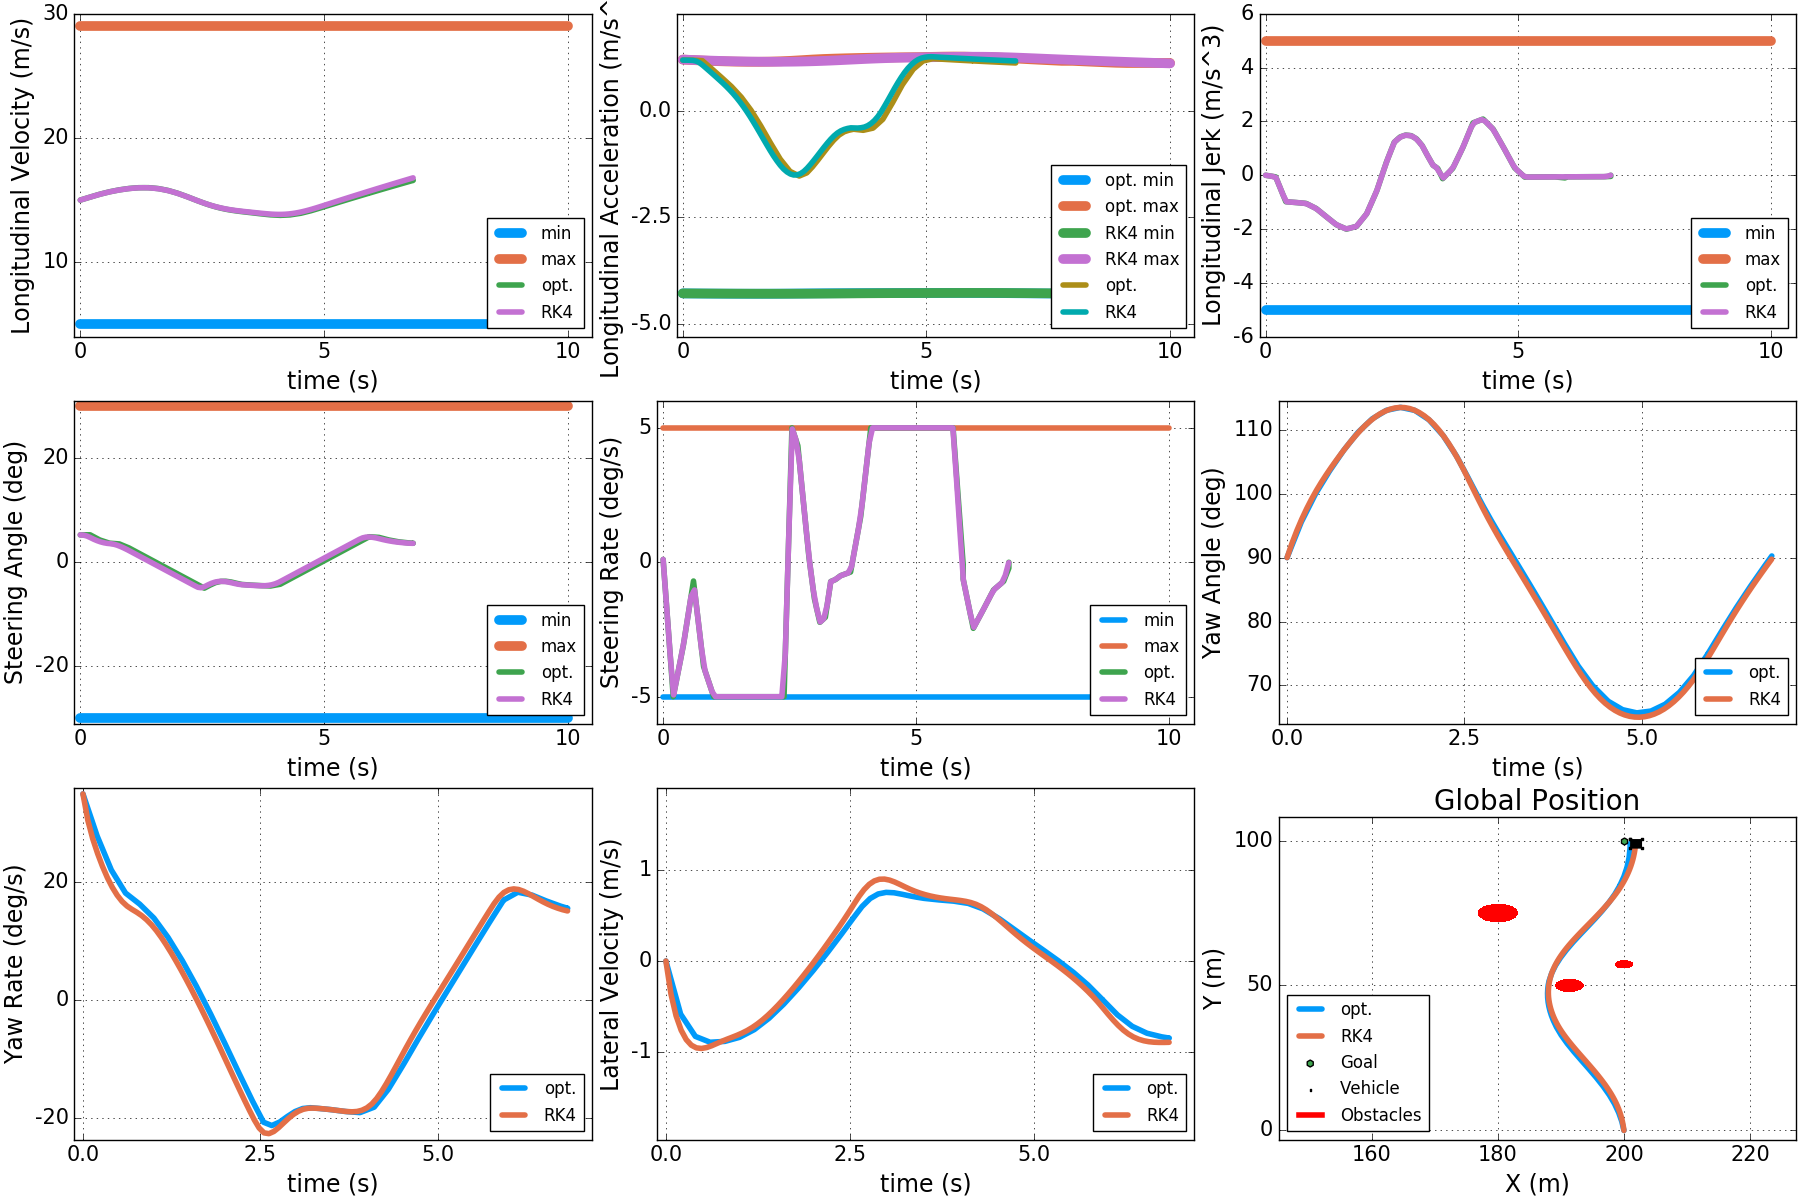 Longitudinal Velocity (m/s)
30
20
10
0
5
10
time (s)
min
max
opt.
RK4
Longitudinal Acceleration (m/s^
0.0
-2.5
-5.0
0
5
10
time (s)
opt. min
opt. max
RK4 min
RK4 max
opt.
RK4
Longitudinal Jerk (m/s^3)
6
4
2
0
-2
-4
-6
0
5
10
time (s)
min
max
opt.
RK4
Steering Angle (deg)
20
0
-20
0
5
10
time (s)
min
max
opt.
RK4
Steering Rate (deg/s)
5
0
-5
0
5
10
time (s)
min
max
opt.
RK4
Yaw Angle (deg)
110
100
90
80
70
0.0
2.5
5.0
time (s)
opt.
RK4
Yaw Rate (deg/s)
20
0
-20
0.0
2.5
5.0
time (s)
opt.
RK4
Lateral Velocity (m/s)
1
0
-1
0.0
2.5
5.0
time (s)
opt.
RK4
Global Position
Y (m)
100
50
0
160
180
200
220
X (m)
opt.
RK4
Goal
Vehicle
Obstacles